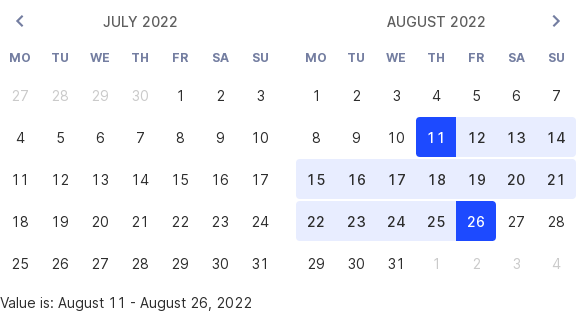 JULY 2022 AUGUST 2022
MO TU WE TH FR SA SU MO TU WE TH FR SA SU
27 28 29 30 1 2 3 1 2 3 4 5 6 7
4 5 6 7 8 9 10 8 9 10 11 12 13 14
11 12 13 14 15 16 17 15 16 17 18 19 20 21
18 19 20 21 22 23 24 22 23 24 25 26 27 28
25 26 27 28 29 30 31 29 30 31 1 2 3 4
Value is: August 11 - August 26, 2022